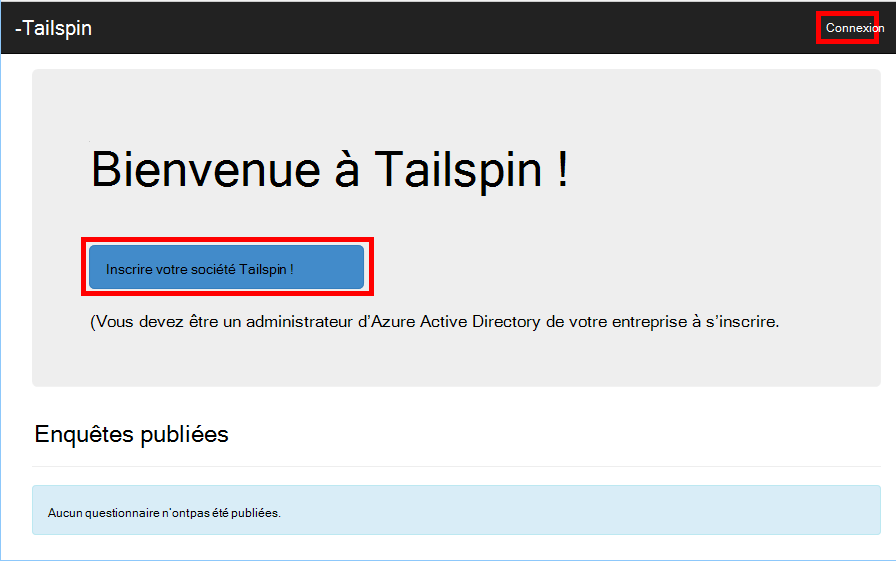 -Tailspin
Connexion
Bienvenue à Tailspin !
Inscrire votre société Tailspin !
(Vous devez être un administrateur d'Azure Active Directory de votre entreprise à s'inscrire.
Enquêtes publiées
Aucun questionnaire n'ontpas été publiées.